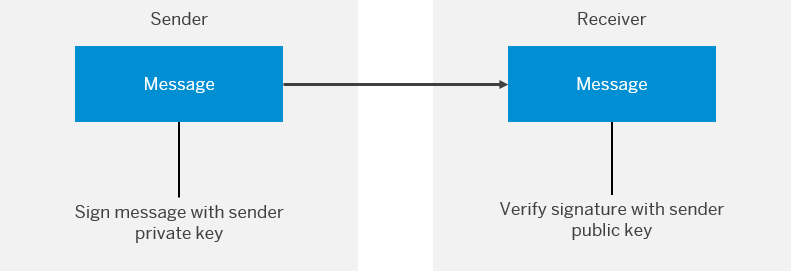 Sender
Receiver
Message
Message
Sign message with sender
private key
Verify signature with sender
public key